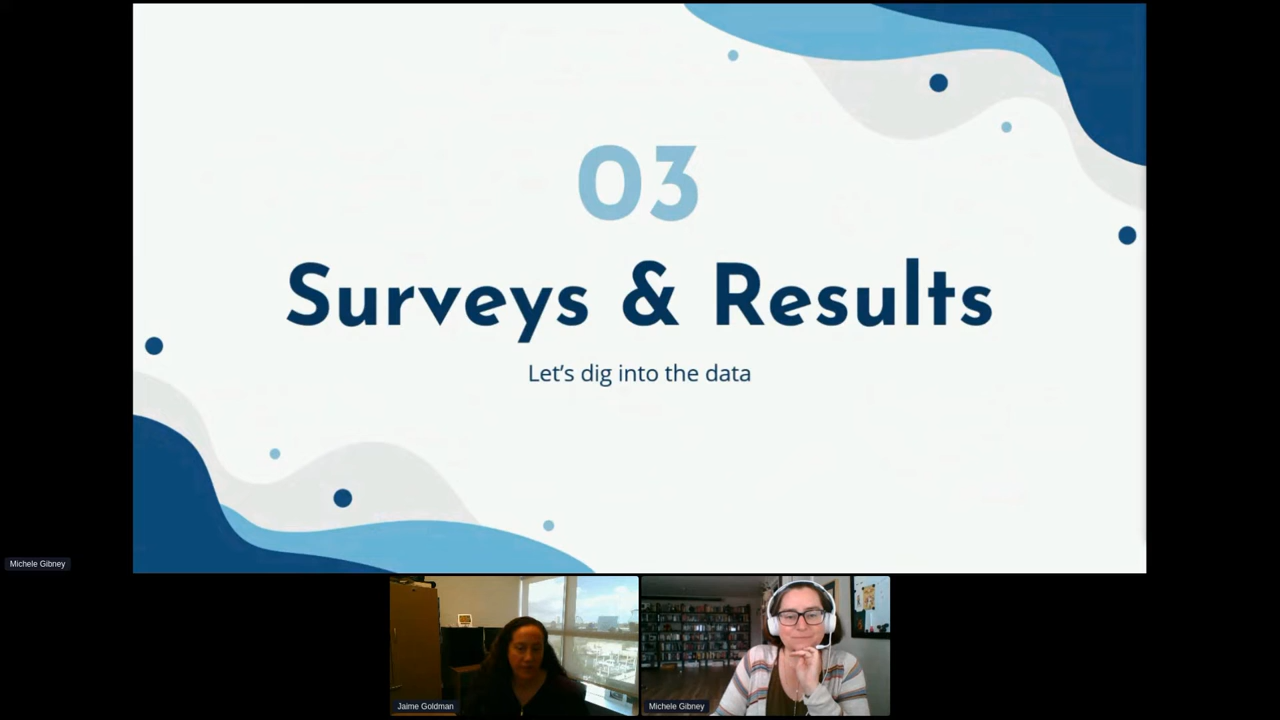 03
Surveys & Results
Let's dig into the data
Michele Gibney
Jaime Goldman
Michele Gibney